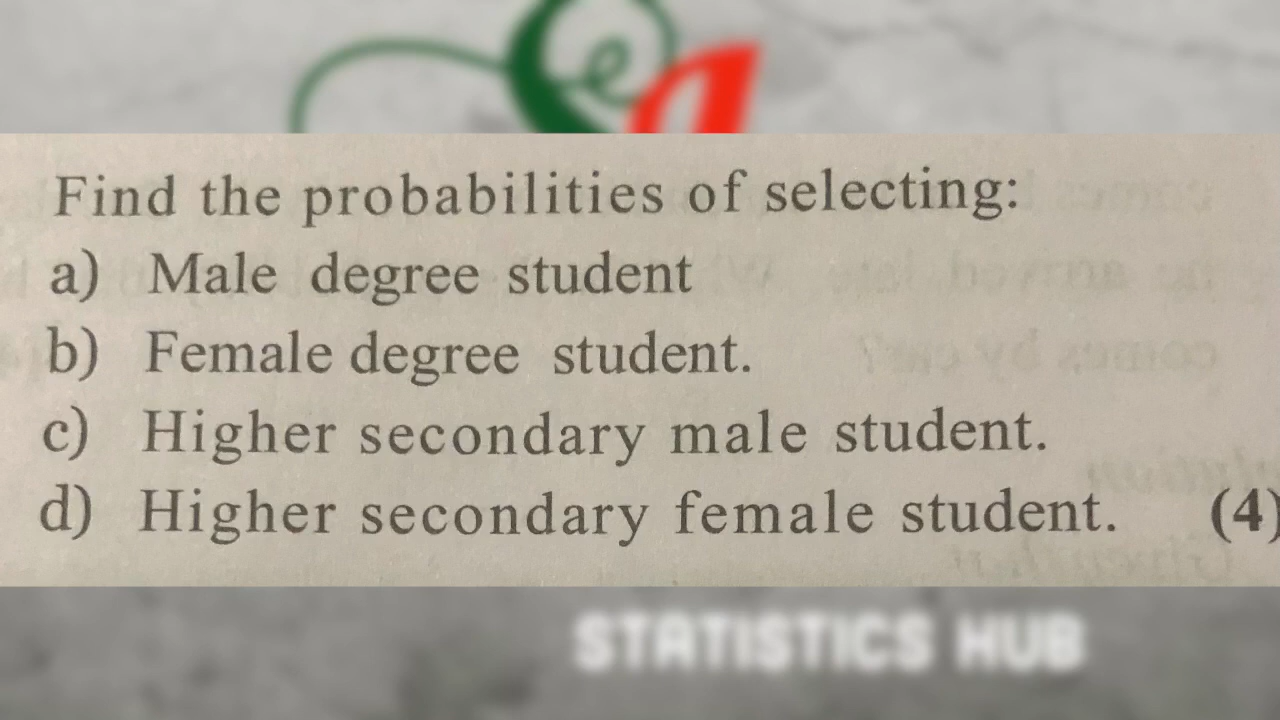 Find the probabilities of selecting:
a) Male degree student
b) Female degree student.
c) Higher secondary male student.
d) Higher secondary female student. (4)
STATISTICS HUB